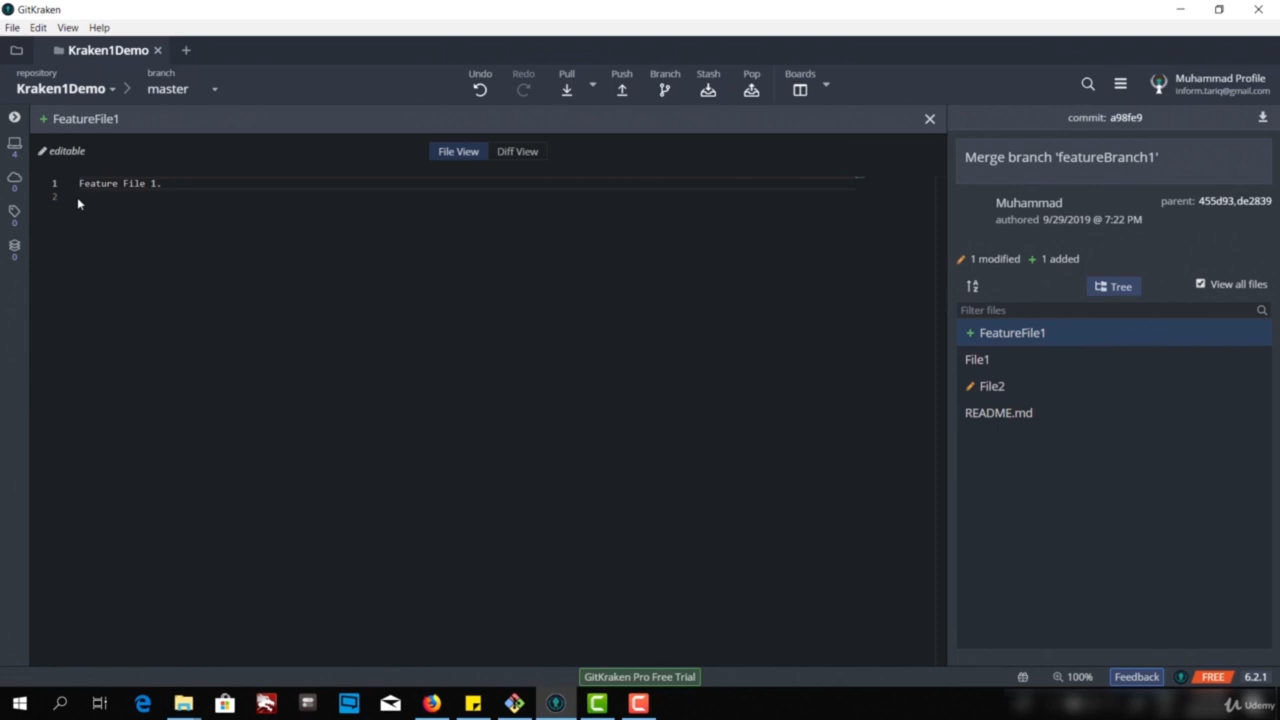 GitKraken
File Edit View Help
Kraken1Demo
repository branch
Kraken1Demo master
Undo Redo Pull Push Branch Stash Pop Boards
Muhammad Profile
inform.tariq@gmail.com
FeatureFile1
editable
File View Diff View
1 Feature File 1.
2
4
0
0
0
commit: a98fe9
Merge branch 'featureBranch1'
Muhammad
authored 9/29/2019 @ 7:22 PM
parent: 455d93,de2839
1 modified + 1 added
Tree
View all files
Filter files
+ FeatureFile1
File1
File2
README.md
GitKraken Pro Free Trial
100% Feedback FREE 6.2.1
Udemy